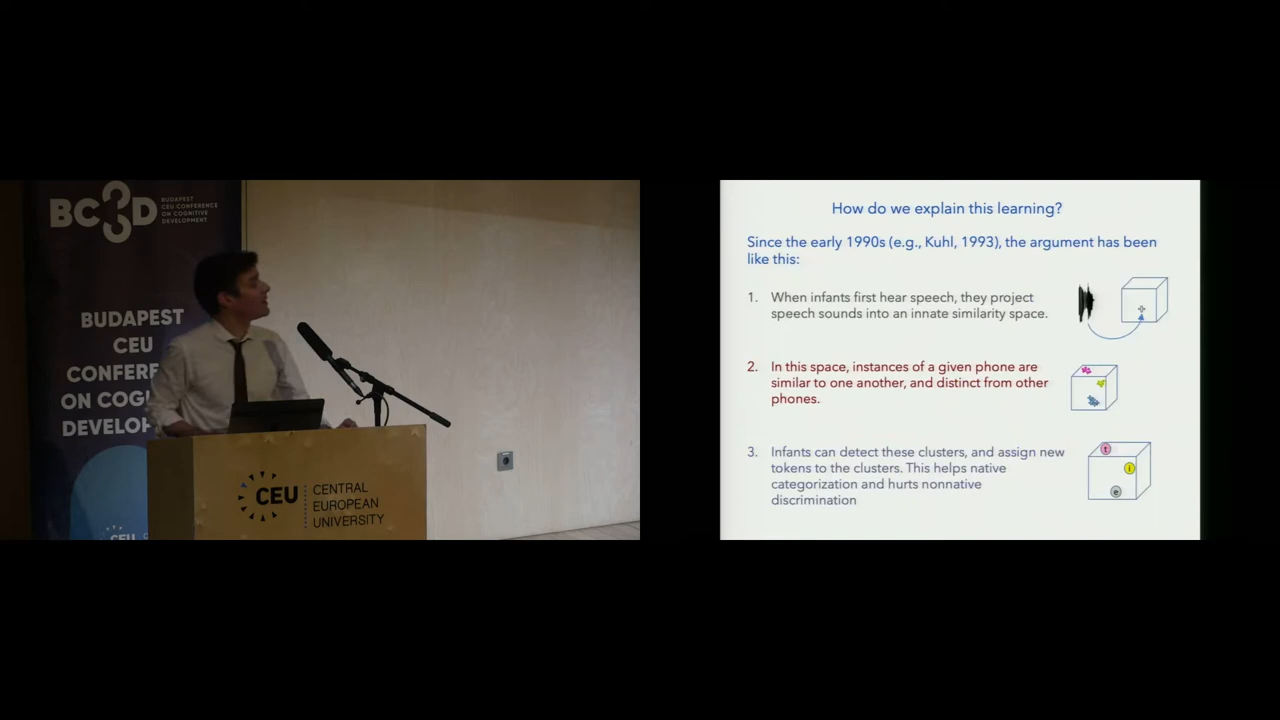 BC3D
BUDAPEST
CEU CONFERENCE
ON COGNITIVE
DEVELOPMENT
BUDAPEST
CEU
CONFERE
ON COG
DEVELOP
CEU
CEU
CENTRAL
EUROPEAN
UNIVERSITY
How do we explain this learning?
Since the early 1990s (e.g., Kuhl, 1993), the argument has been
like this:
1. When infants first hear speech, they project
speech sounds into an innate similarity space.
2. In this space, instances of a given phone are
similar to one another, and distinct from other
phones.
3. Infants can detect these clusters, and assign new
tokens to the clusters. This helps native
categorization and hurts nonnative
discrimination
t
i
e